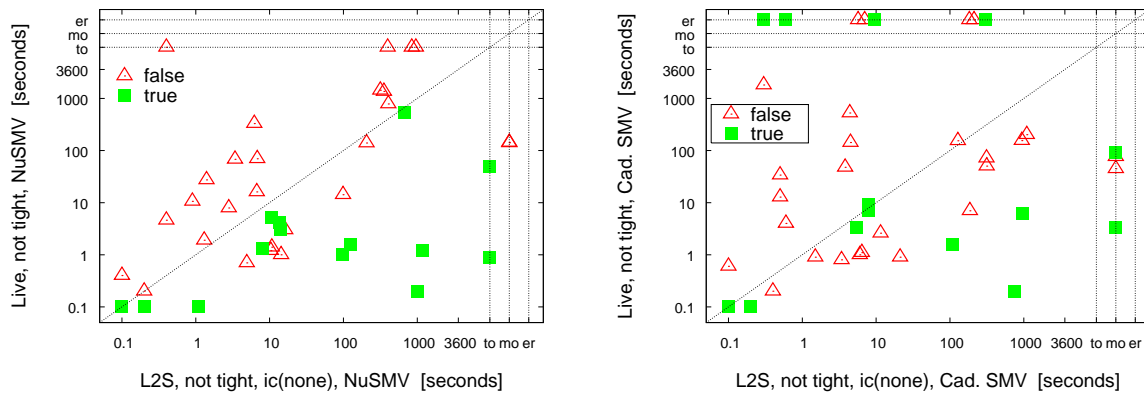 er
mo
to
3600
1000
100
10
1
0.1
Live, not tight, NuSMV [seconds]
false
true
0.1 1 10 100 1000 3600 to mo er
L2S, not tight, ic(none), NuSMV [seconds]
er
mo
to
3600
1000
100
10
1
0.1
Live, not tight, Cad. SMV [seconds]
false
true
0.1 1 10 100 1000 3600 to mo er
L2S, not tight, ic(none), Cad. SMV [seconds]